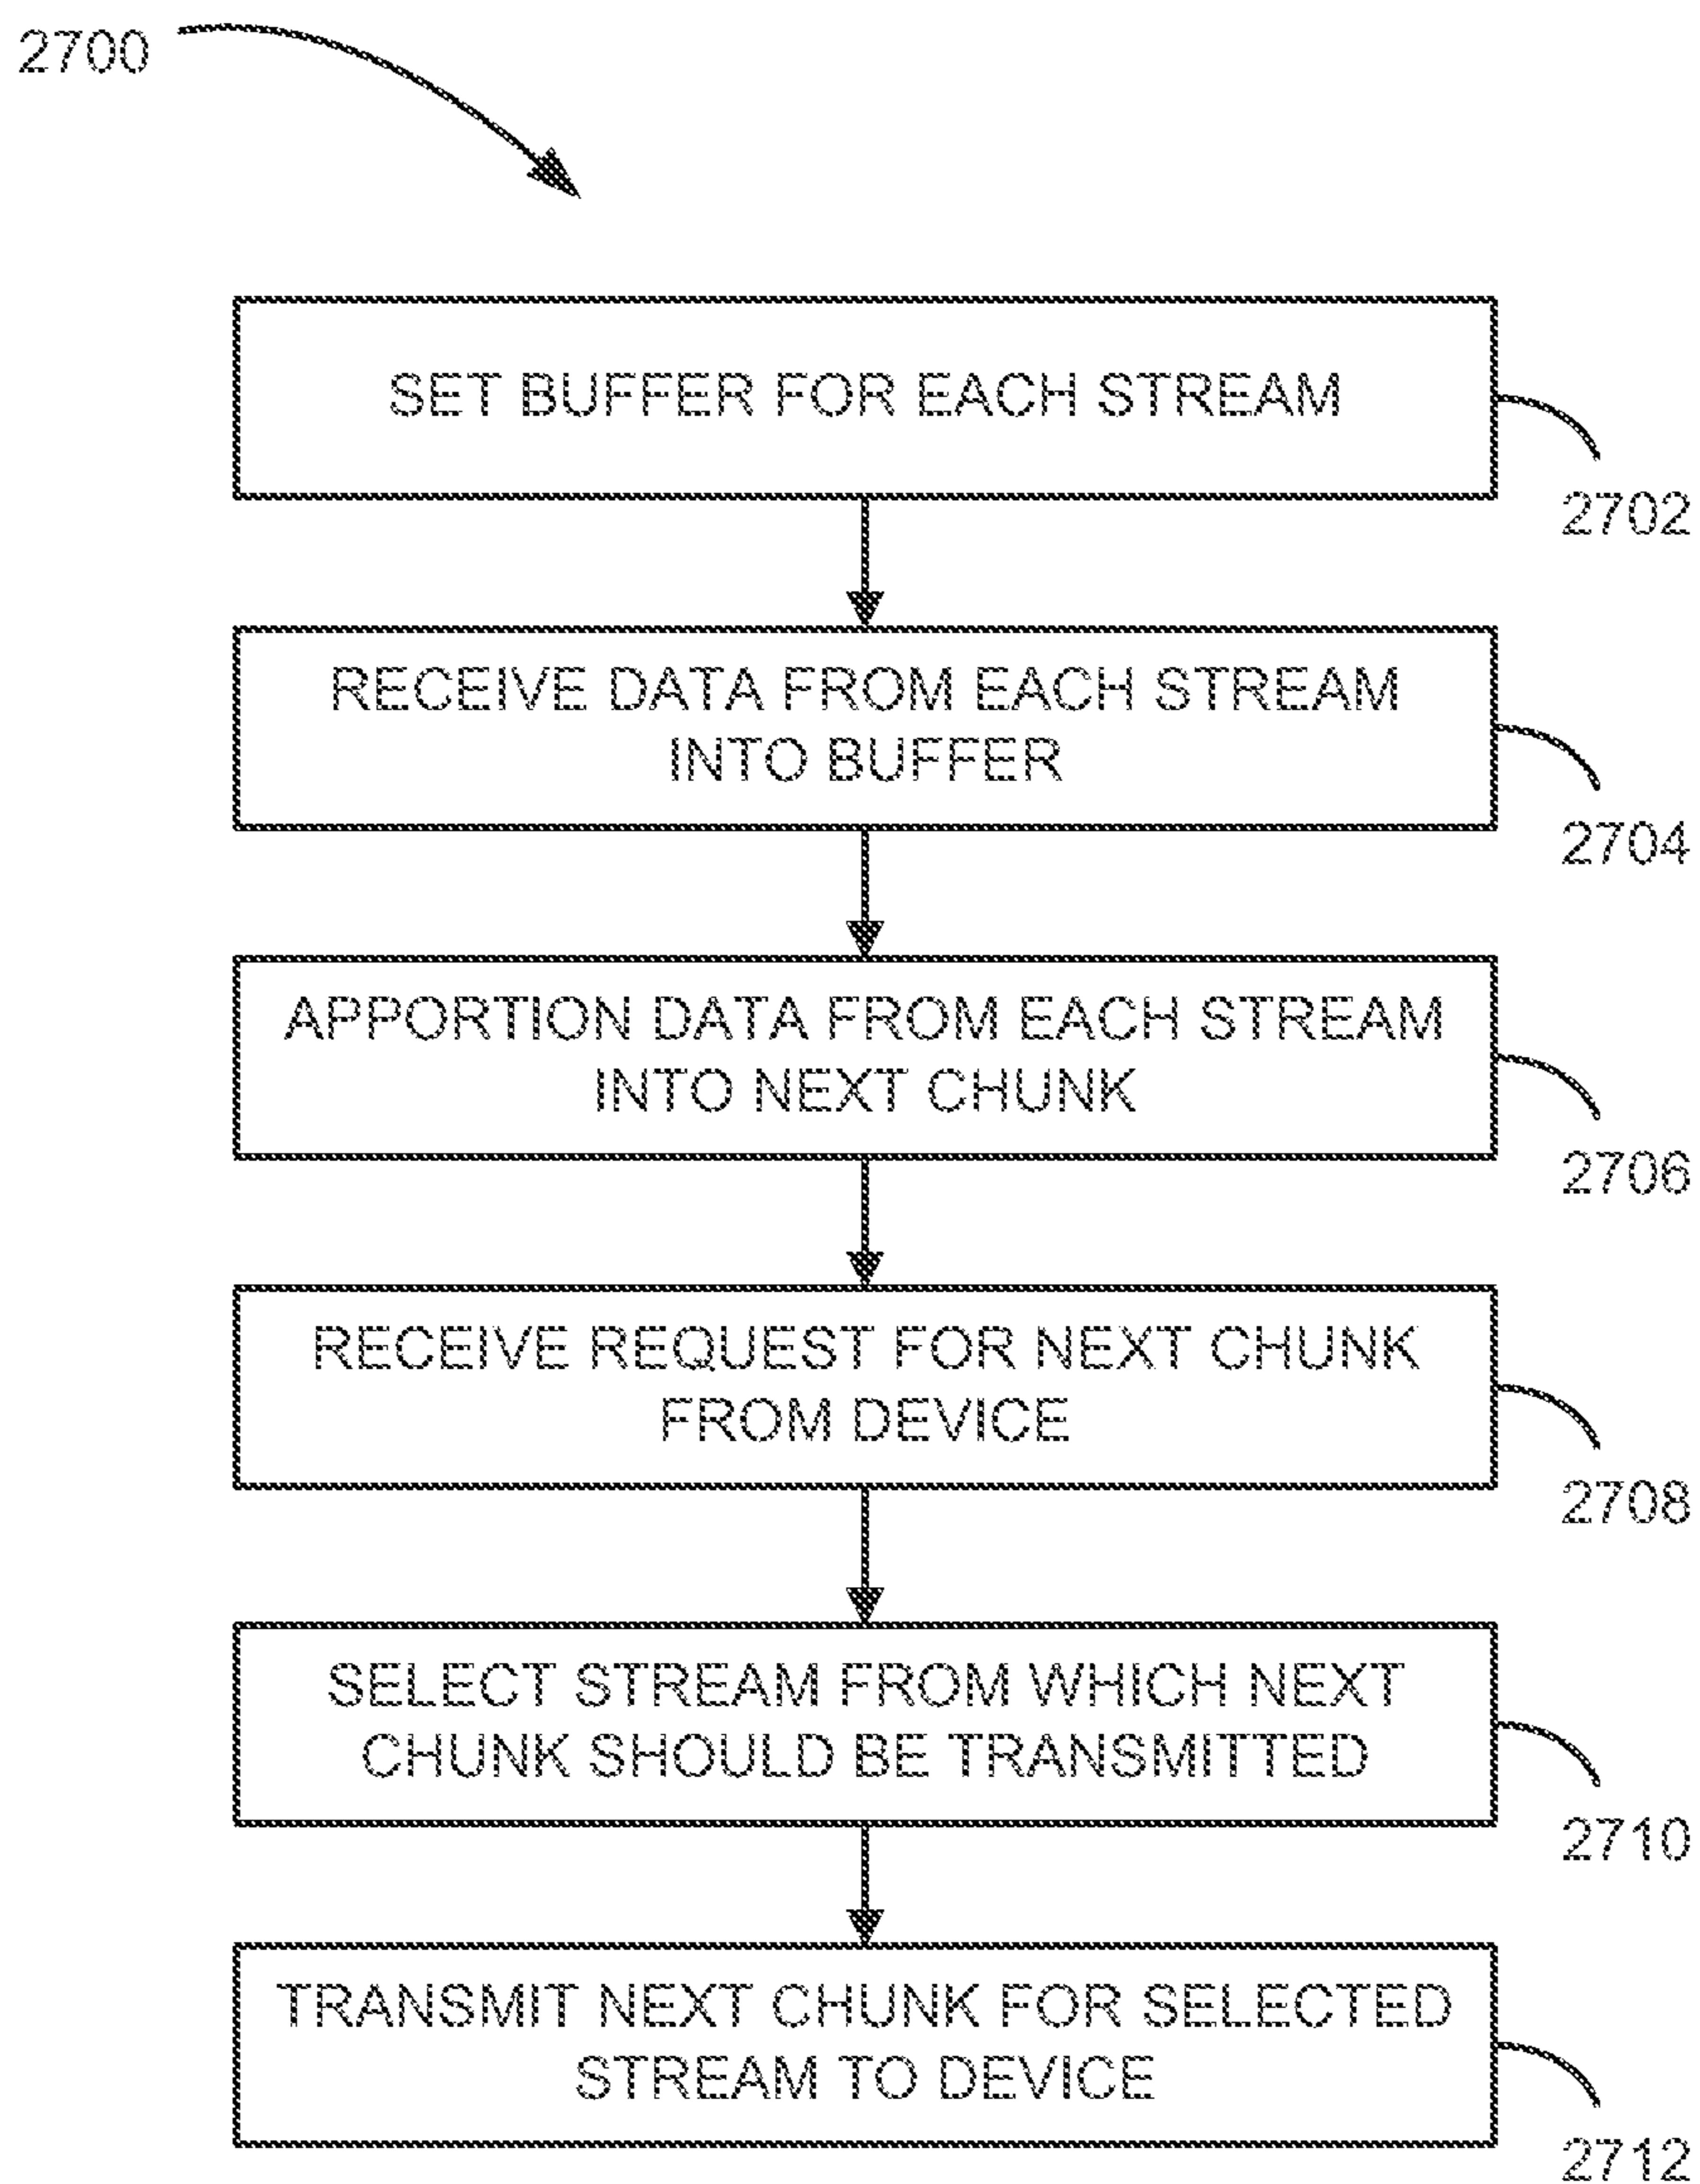 2700
SET BUFFER FOR EACH STREAM
2702
RECEIVE DATA FROM EACH STREAM
INTO BUFFER
2704
APPORTION DATA FROM EACH STREAM
INTO NEXT CHUNK
2706
RECEIVE REQUEST FOR NEXT CHUNK
FROM DEVICE
2708
SELECT STREAM FROM WHICH NEXT
CHUNK SHOULD BE TRANSMITTED
2710
TRANSMIT NEXT CHUNK FOR SELECTED
STREAM TO DEVICE
2712